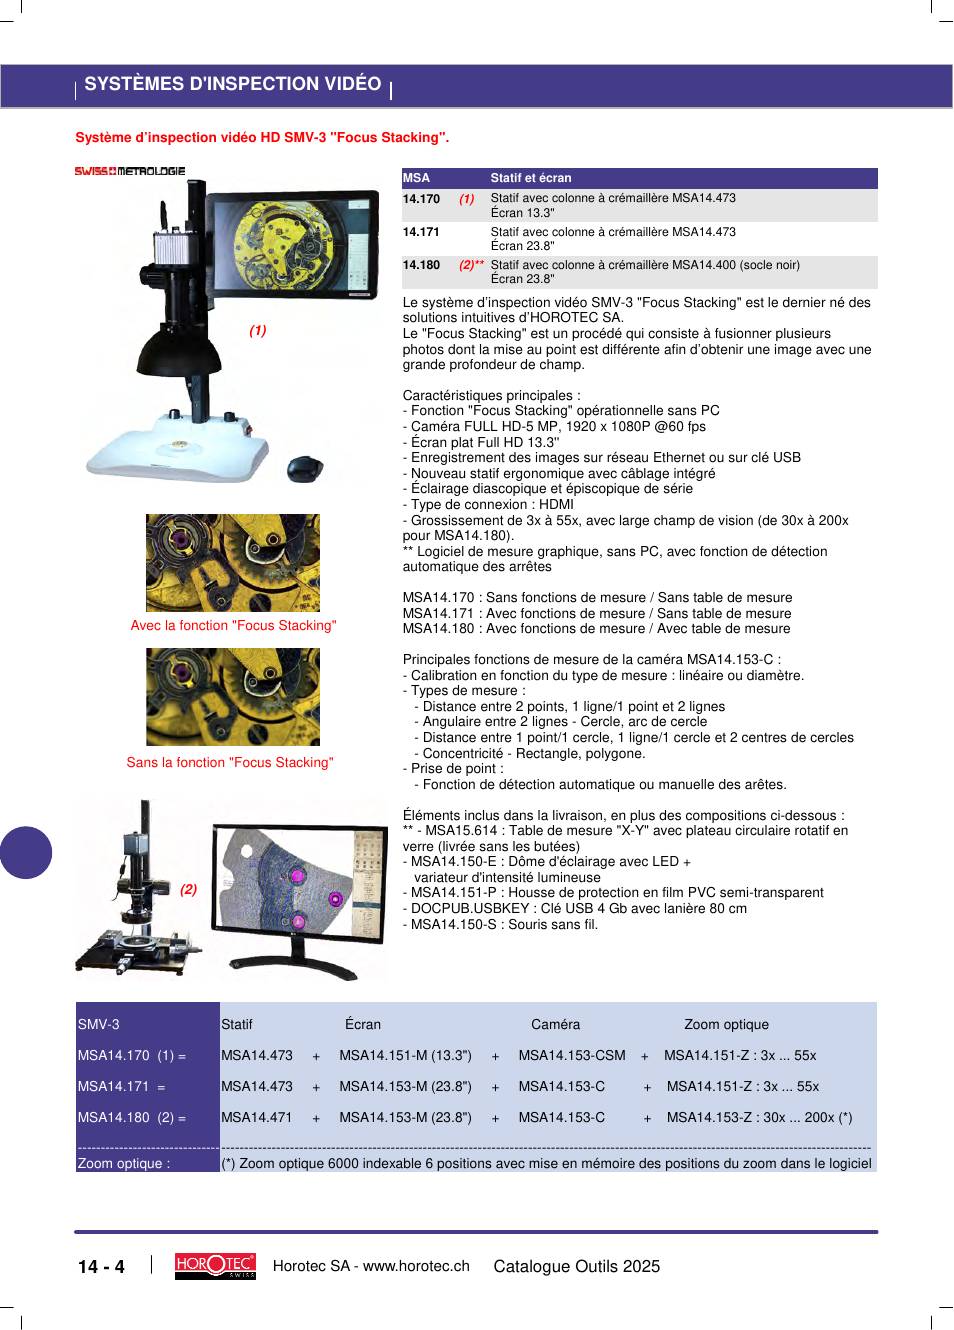 SYSTÈMES D'INSPECTION VIDÉO
Système d'inspection vidéo HD SMV-3 "Focus Stacking".
SWISS METROLOGIE
(1)
Avec la fonction "Focus Stacking"
Sans la fonction "Focus Stacking"
(2)
MSA Statif et écran
14.170 (1) Statif avec colonne à crémaillère MSA14.473
Écran 13.3"
14.171 Statif avec colonne à crémaillère MSA14.473
Écran 23.8"
14.180 (2)** Statif avec colonne à crémaillère MSA14.400 (socle noir)
Écran 23.8"
Le système d'inspection vidéo SMV-3 "Focus Stacking" est le dernier né des
solutions intuitives d'HOROTEC SA.
Le "Focus Stacking" est un procédé qui consiste à fusionner plusieurs
photos dont la mise au point est différente afin d'obtenir une image avec une
grande profondeur de champ.
Caractéristiques principales :
- Fonction "Focus Stacking" opérationnelle sans PC
- Caméra FULL HD-5 MP, 1920 x 1080P @60 fps
- Écran plat Full HD 13.3"
- Enregistrement des images sur réseau Ethernet ou sur clé USB
- Nouveau statif ergonomique avec câblage intégré
- Éclairage diascopique et épiscopique de série
- Type de connexion : HDMI
- Grossissement de 3x à 55x, avec large champ de vision (de 30x à 200x
pour MSA14.180).
** Logiciel de mesure graphique, sans PC, avec fonction de détection
automatique des arrêtes
MSA14.170 : Sans fonctions de mesure / Sans table de mesure
MSA14.171 : Avec fonctions de mesure / Sans table de mesure
MSA14.180 : Avec fonctions de mesure / Avec table de mesure
Principales fonctions de mesure de la caméra MSA14.153-C :
- Calibration en fonction du type de mesure : linéaire ou diamètre.
- Types de mesure :
- Distance entre 2 points, 1 ligne/1 point et 2 lignes
- Angulaire entre 2 lignes - Cercle, arc de cercle
- Distance entre 1 point/1 cercle, 1 ligne/1 cercle et 2 centres de cercles
- Concentricité - Rectangle, polygone.
- Prise de point :
- Fonction de détection automatique ou manuelle des arêtes.
Éléments inclus dans la livraison, en plus des compositions ci-dessous :
** - MSA15.614 : Table de mesure "X-Y" avec plateau circulaire rotatif en
verre (livrée sans les butées)
- MSA14.150-E : Dôme d'éclairage avec LED +
variateur d'intensité lumineuse
- MSA14.151-P : Housse de protection en film PVC semi-transparent
- DOCPUB.USBKEY : Clé USB 4 Gb avec lanière 80 cm
- MSA14.150-S : Souris sans fil.
SMV-3 Statif Écran Caméra Zoom optique
MSA14.170 (1) = MSA14.473 + MSA14.151-M (13.3") + MSA14.153-CSM + MSA14.151-Z : 3x ... 55x
MSA14.171 = MSA14.473 + MSA14.153-M (23.8") + MSA14.153-C + MSA14.151-Z : 3x ... 55x
MSA14.180 (2) = MSA14.471 + MSA14.153-M (23.8") + MSA14.153-C + MSA14.153-Z : 30x ... 200x (*)
Zoom optique : (*) Zoom optique 6000 indexable 6 positions avec mise en mémoire des positions du zoom dans le logiciel
14 - 4 HOROTEC SWISS Horotec SA - www.horotec.ch Catalogue Outils 2025